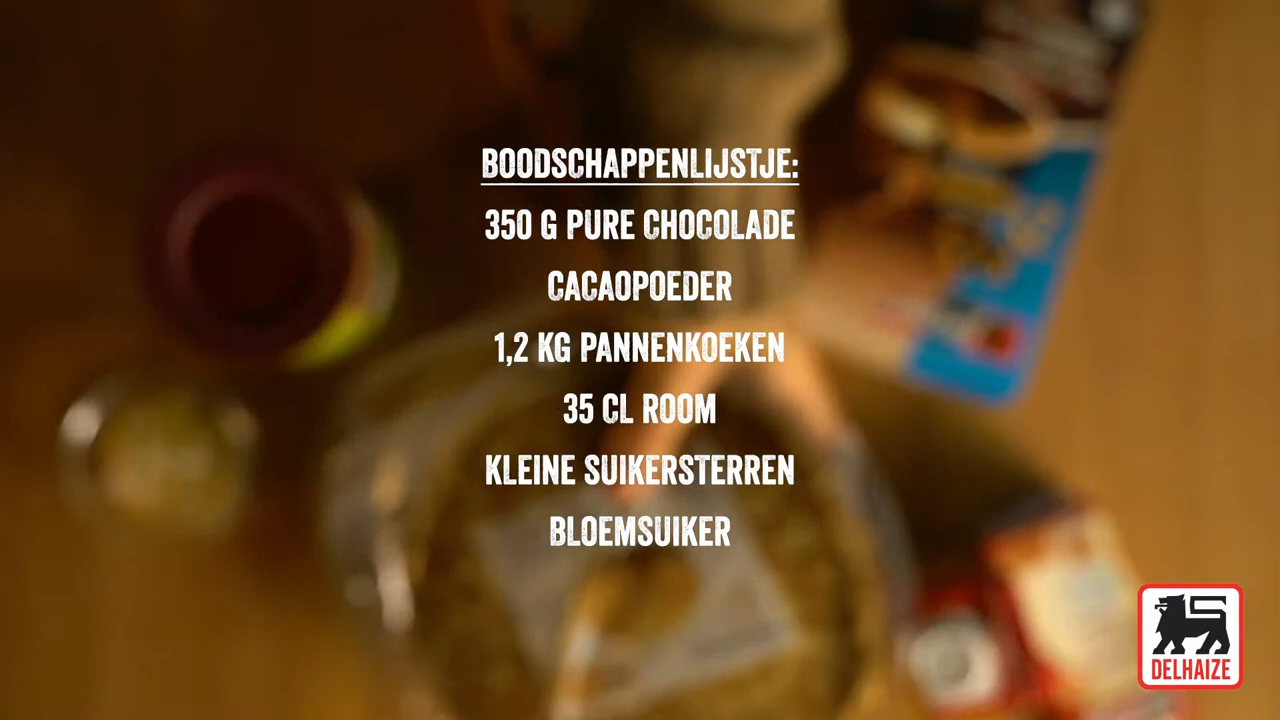 BOODSCHAPPENLIJSTJE:
350 G PURE CHOCOLADE
CACAOPOEDER
1,2 KG PANNENKOEKEN
35 CL ROOM
KLEINE SUIKERSTERREN
BLOEMSUIKER
DELHAIZE